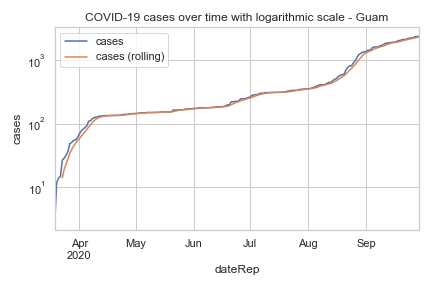 COVID-19 cases over time with logarithmic scale - Guam
cases
cases (rolling)
10³
10²
10¹
cases
Apr
2020
May
Jun
Jul
Aug
Sep
dateRep